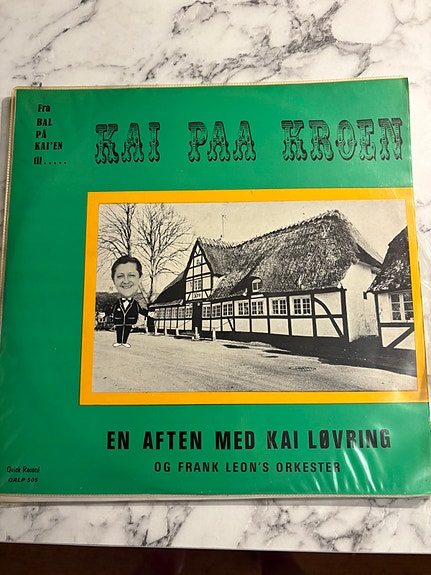 Fra
BAL
PÅ
KAI'EN
til.....
KAI PAA KROEN
EN AFTEN MED KAI LØVRING
OG FRANK LEON'S ORKESTER
Quick Record
QRLP 505